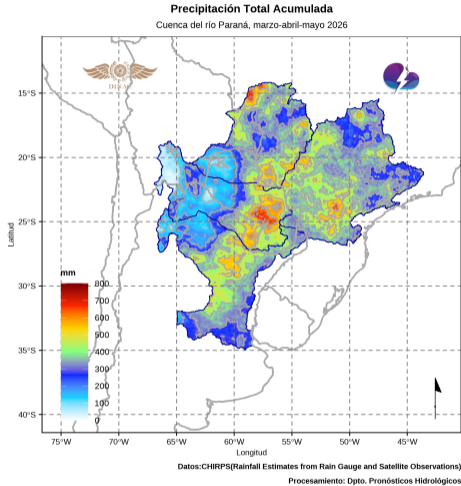 Precipitación Total Acumulada
Cuenca del río Paraná, marzo-abril-mayo 2026
15°S
20°S
25°S
30°S
35°S
40°S
Latitud
mm
800
700
600
500
400
300
200
100
0
75°W
70°W
65°W
60°W
55°W
50°W
45°W
Longitud
Datos:CHIRPS(Rainfall Estimates from Rain Gauge and Satellite Observations)
Procesamiento: Dpto. Pronósticos Hidrológicos